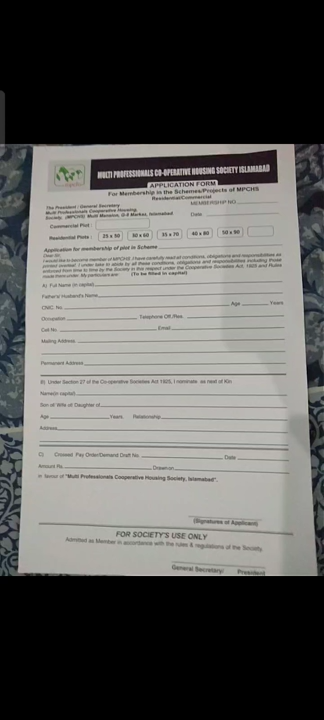 MULTI PROFESSIONALS CO-OPERATIVE HOUSING SOCIETY ISLAMABAD
APPLICATION FORM
For Membership in the Schemes/Projects of MPCHS
Residential/Commercial
The President / General Secretary
MEMBERSHIP NO.
Multi Professionals Cooperative Housing,
Society, (MPCHS) Multi Mansion, G-8 Markaz, Islamabad
Date
Commercial Plot :
Residential Plots : 25 x 50 30 x 60 35 x 70 40 x 80 50 x 90
Application for membership of plot in Scheme
Dear Sir,
I would like to become member of MPCHS, I have carefully read all conditions, obligations and responsibilities as
printed overleaf. I under take to abide by all these conditions, obligations and responsibilities including those
enforced from time to time by the Society in this respect under the Cooperative Societies Act, 1925 and Rules
made there under. My particulars are: (To be filled in capital)
A) Full Name (in capital)
Father's/ Husband's Name
CNIC. No. Age Years
Occupation Telephone Off./Res.
Cell No. Email
Mailing Address:
Permanent Address
B) Under Section 27 of the Co-operative Societies Act 1925, I nominate as next of Kin
Name(in capital)
Son of/ Wife of/ Daughter of
Age Years Relationship
Address
C) Crossed Pay Order/Demand Draft No. Date
Amount Rs. Drawn on
in favour of "Multi Professionals Cooperative Housing Society, Islamabad".
(Signatures of Applicant)
FOR SOCIETY'S USE ONLY
Admitted as Member in accordance with the rules & regulations of the Society.
General Secretary/ President